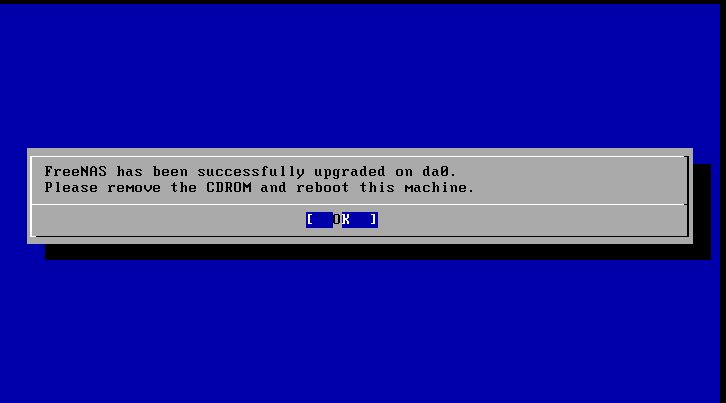 FreeNAS has been successfully upgraded on da0.
Please remove the CDROM and reboot this machine.
[ OK ]